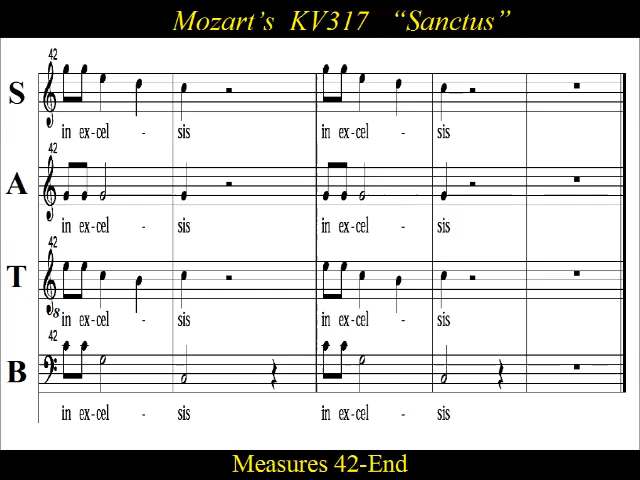 Mozart's KV317 "Sanctus"
42
S
in ex-cel - sis in ex-cel - sis
42
A
in ex-cel - sis in ex-cel - sis
42
T
8
in ex-cel - sis in ex-cel - sis
42
B
in ex-cel - sis in ex-cel - sis
Measures 42-End